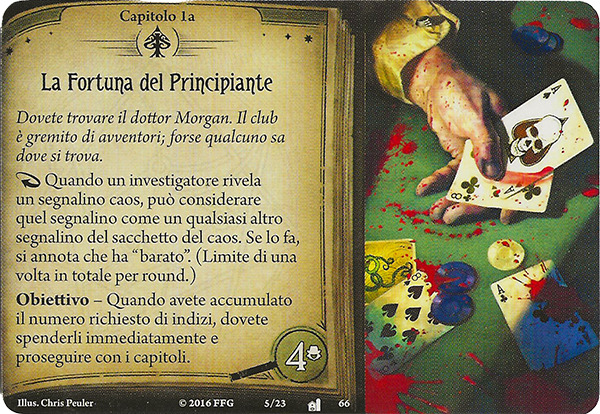 Capitolo 1a
La Fortuna del Principiante
Dovete trovare il dottor Morgan. Il club
è gremito di avventori; forse qualcuno sa
dove si trova.
Quando un investigatore rivela
un segnalino caos, può considerare
quel segnalino come un qualsiasi altro
segnalino del sacchetto del caos. Se lo fa,
si annota che ha “barato”. (Limite di una
volta in totale per round.)
Obiettivo – Quando avete accumulato
il numero richiesto di indizi, dovete
spenderli immediatamente e
proseguire con i capitoli.
4
Illus. Chris Peuler
© 2016 FFG
5/23
66
A
A
8
8
A